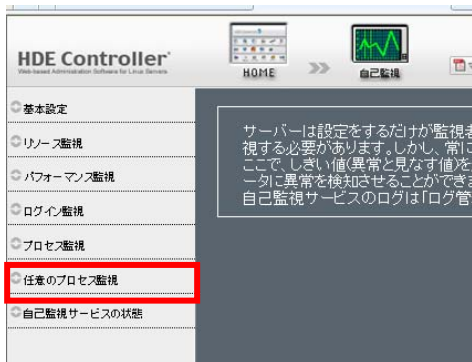 HDE Controller
Web-based Administration Software for Linux Servers
HOME
自己監視
基本設定
リソース監視
パフォーマンス監視
ログイン監視
プロセス監視
任意のプロセス監視
自己監視サービスの状態
サーバーは設定をするだけが監視者
視する必要があります。しかし、常に
ここで、しきい値(異常と見なす値)を
ータに異常を検知させることができま
自己監視サービスのログは「ログ管